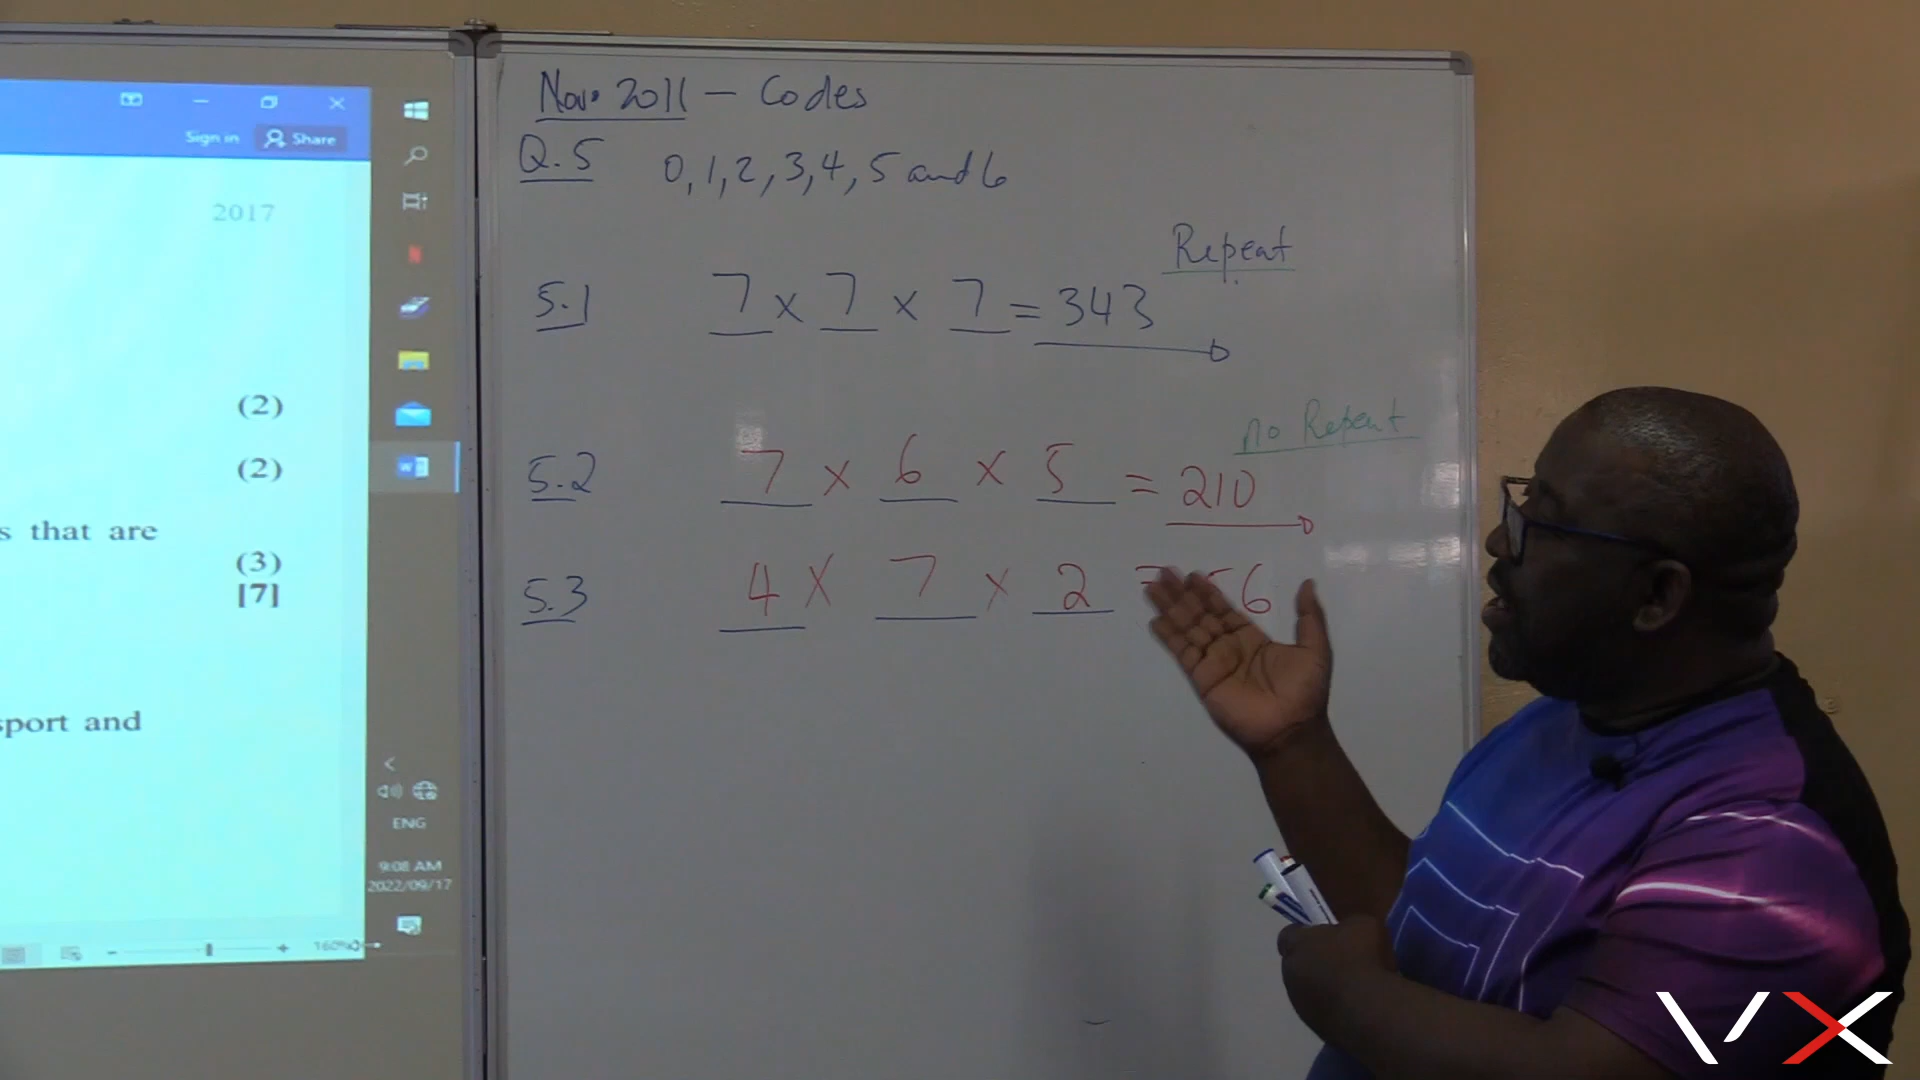 Sign in Share
2017
(2)
(2)
s that are
(3)
[7]
sport and
ENG
9:08 AM
2022/09/17
160%
Nov. 2011 – Codes
Q.5 0, 1, 2, 3, 4, 5 and 6
Repeat
5.1 7 × 7 × 7 = 343
no Repeat
5.2 7 × 6 × 5 = 210
5.3 4 × 7 × 2 = 56
VX